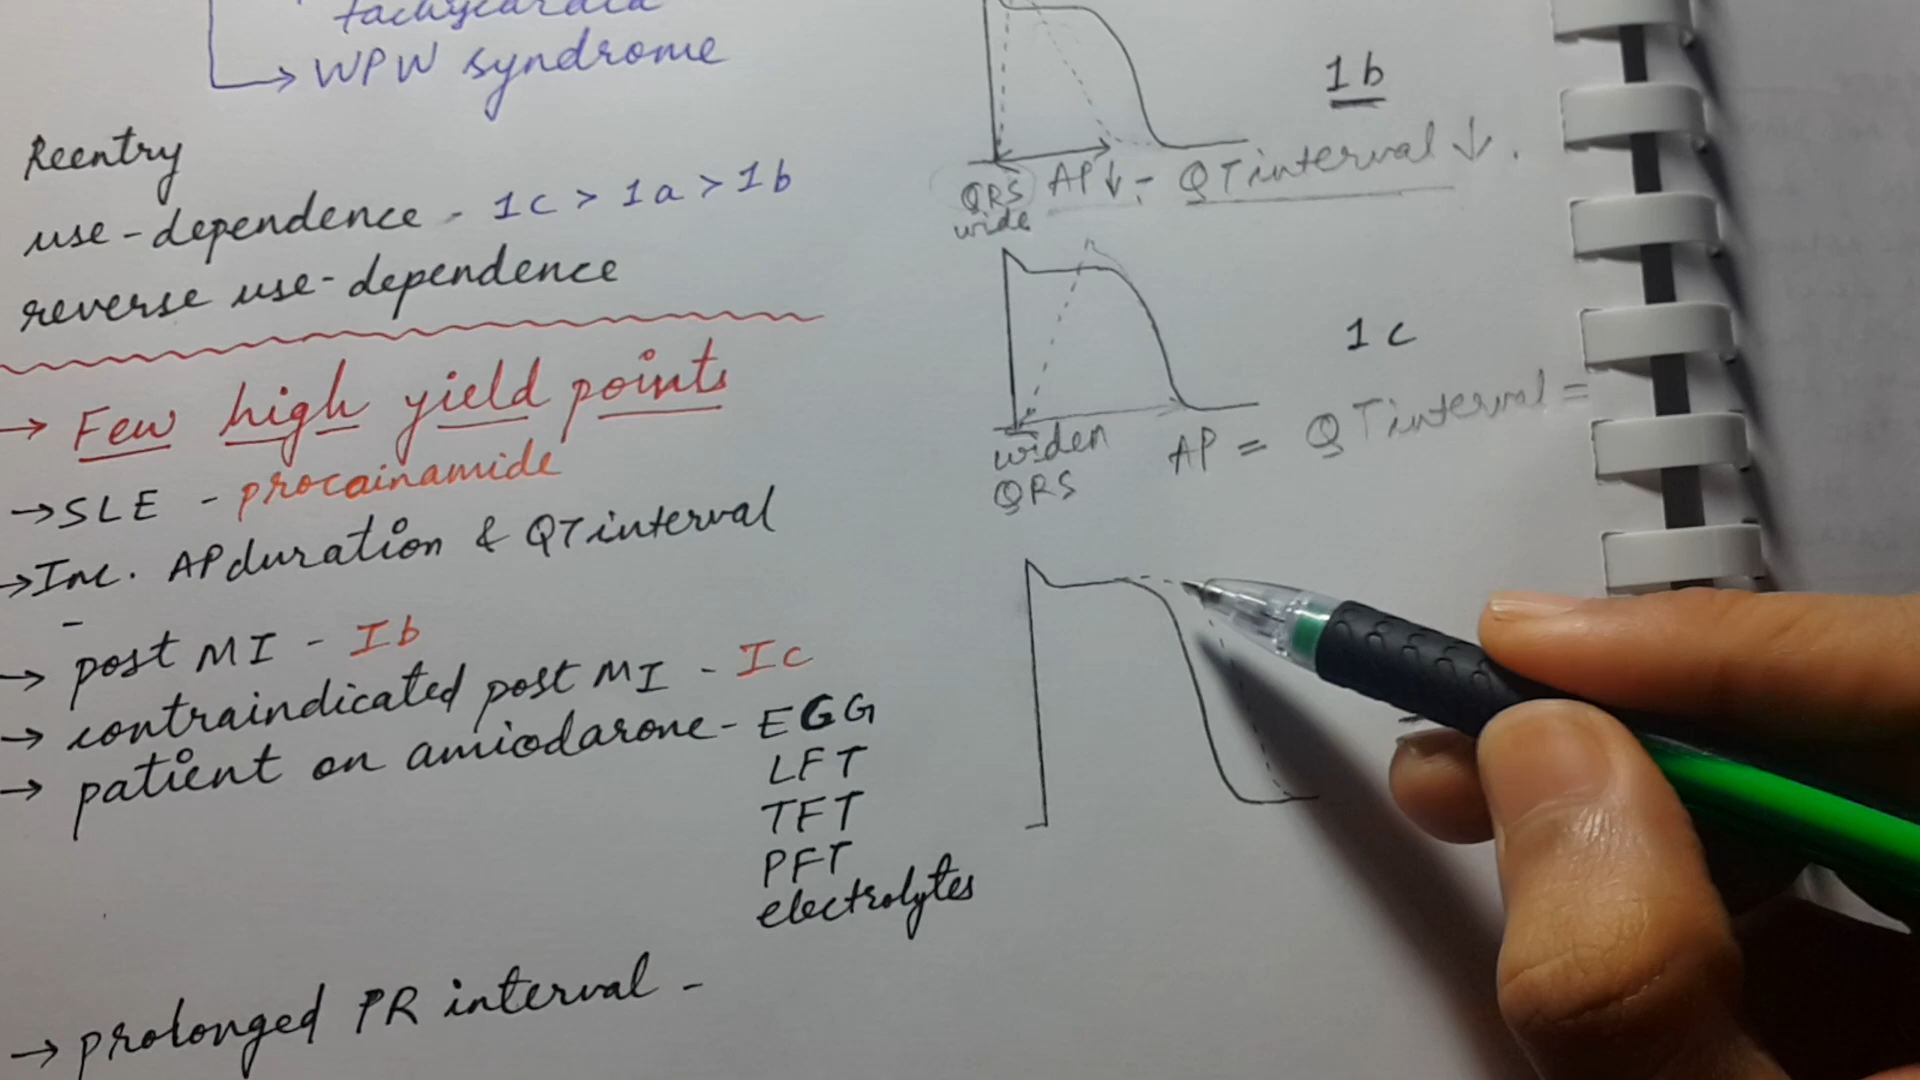 tachycardia
→ WPW syndrome
Reentry
use-dependence - 1c > 1a > 1b
reverse use-dependence
→ Few high yield points
→ SLE - procainamide
→ Inc. AP duration & QT interval
-
→ post MI - Ib
→ contraindicated post MI - Ic
→ patient on amiodarone - EGG
LFT
TFT
PFT
electrolytes
→ prolonged PR interval -
1b
QRS wide AP↓ - QT interval ↓.
1c
widen QRS AP = QT interval =